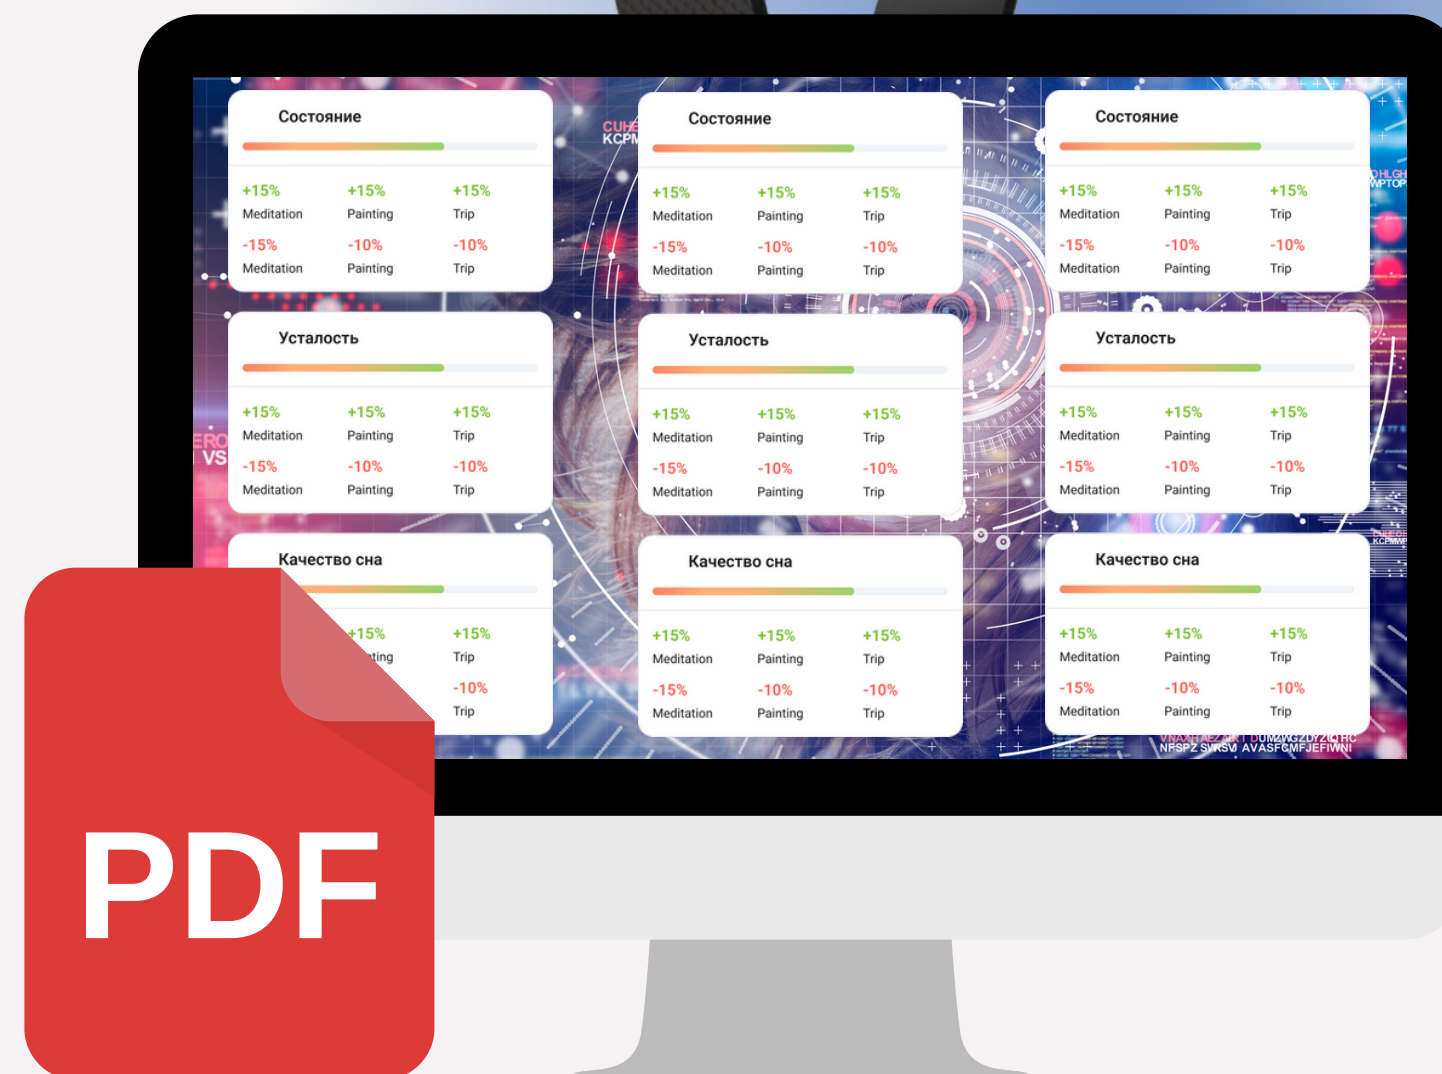 CUHE
KCPM
Состояние
+15% +15% +15%
Meditation Painting Trip
-15% -10% -10%
Meditation Painting Trip
Состояние
+15% +15% +15%
Meditation Painting Trip
-15% -10% -10%
Meditation Painting Trip
Состояние
+15% +15% +15%
Meditation Painting Trip
-15% -10% -10%
Meditation Painting Trip
Усталость
+15% +15% +15%
Meditation Painting Trip
-15% -10% -10%
Meditation Painting Trip
Усталость
+15% +15% +15%
Meditation Painting Trip
-15% -10% -10%
Meditation Painting Trip
Усталость
+15% +15% +15%
Meditation Painting Trip
-15% -10% -10%
Meditation Painting Trip
ERO
VS
Качество сна
+15% +15%
nting Trip
-10%
Trip
Качество сна
+15% +15% +15%
Meditation Painting Trip
-15% -10% -10%
Meditation Painting Trip
Качество сна
+15% +15% +15%
Meditation Painting Trip
-15% -10% -10%
Meditation Painting Trip
AVASFCMFJEFIWNI
PDF